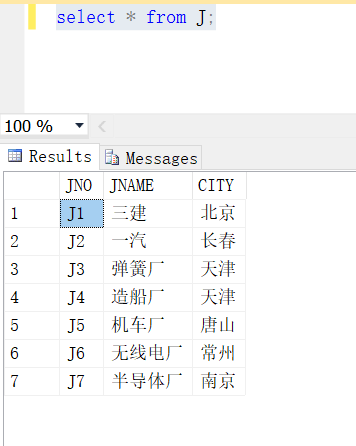 select * from J;
100 %
Results Messages
JNO JNAME CITY
1 J1 三建 北京
2 J2 一汽 长春
3 J3 弹簧厂 天津
4 J4 造船厂 天津
5 J5 机车厂 唐山
6 J6 无线电厂 常州
7 J7 半导体厂 南京